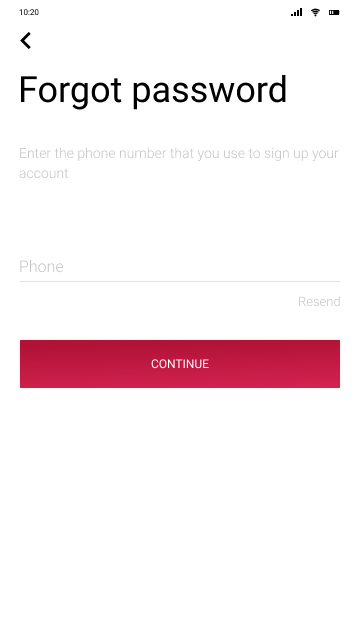 10:20
Forgot password
Enter the phone number that you use to sign up your
account
Phone
Resend
CONTINUE